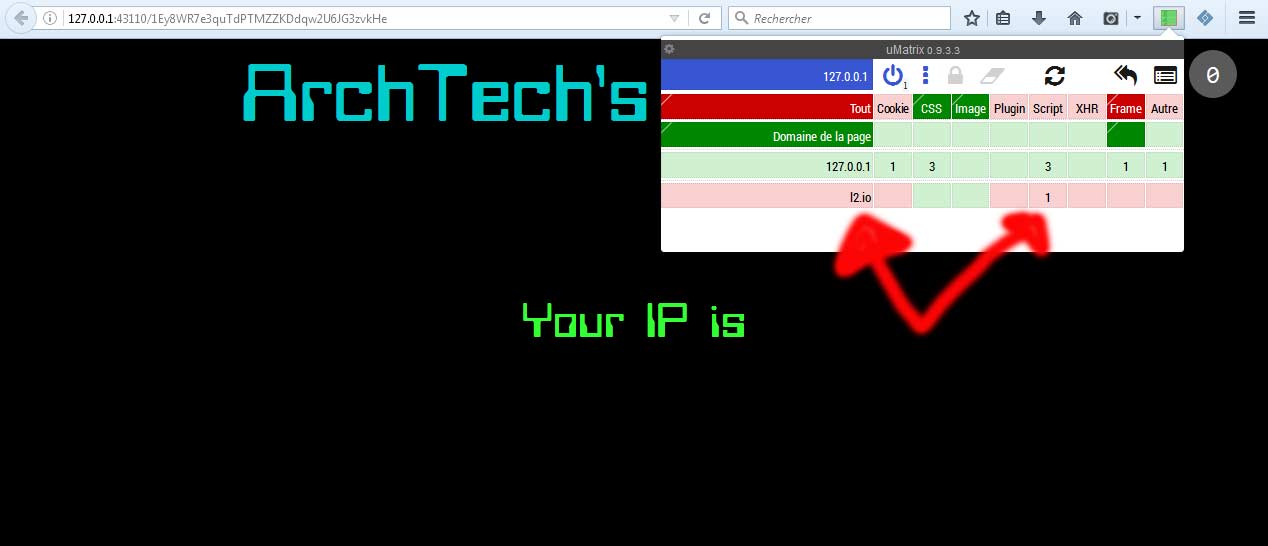 127.0.0.1:43110/1Ey8WR7e3quTdPTMZZKDdqw2U6JG3zvkHe
Rechercher
uMatrix 0.9.3.3
127.0.0.1
1
0
Tout Cookie CSS Image Plugin Script XHR Frame Autre
Domaine de la page
127.0.0.1 1 3 3 1 1
l2.io 1
ArchTech's
Your IP is